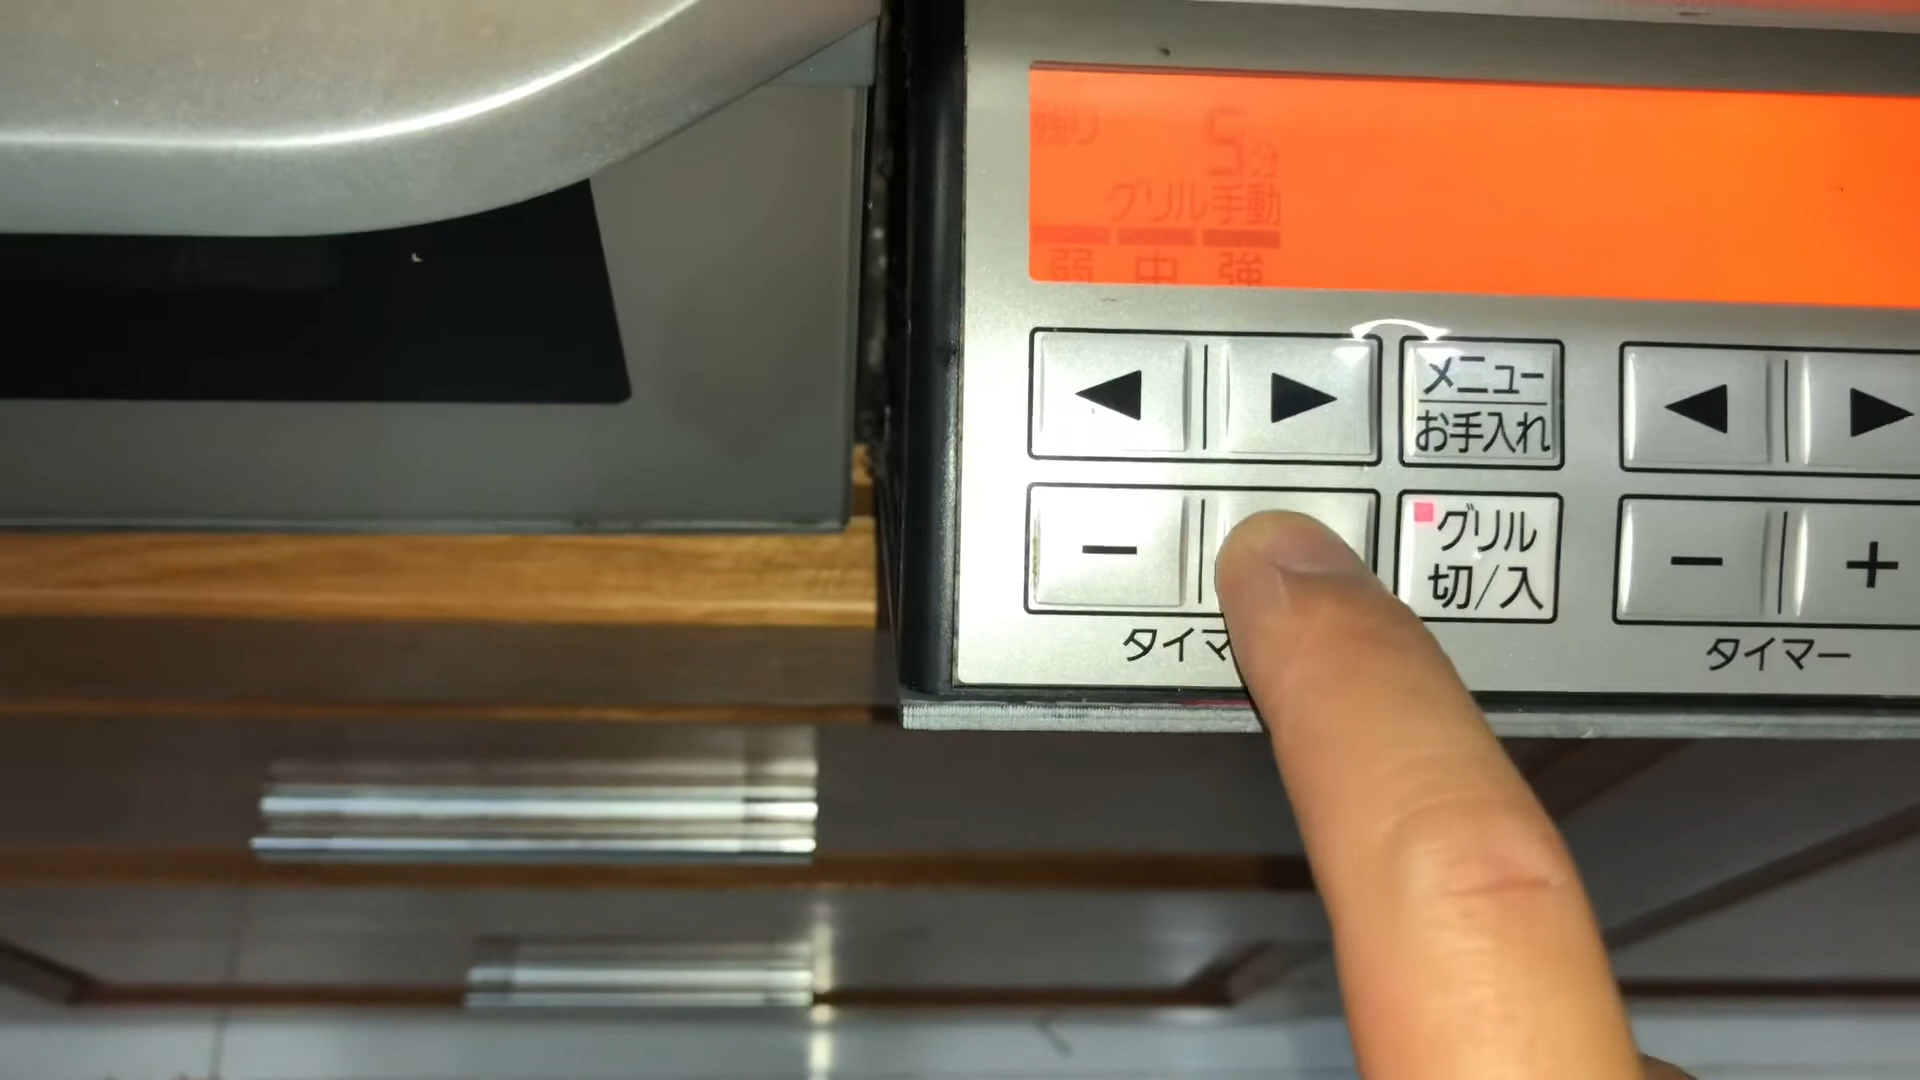 残り 5分
グリル手動
弱 中 強
◀ ▶
メニュー
お手入れ
◀ ▶
−
グリル
切/入
− +
タイマ
タイマー